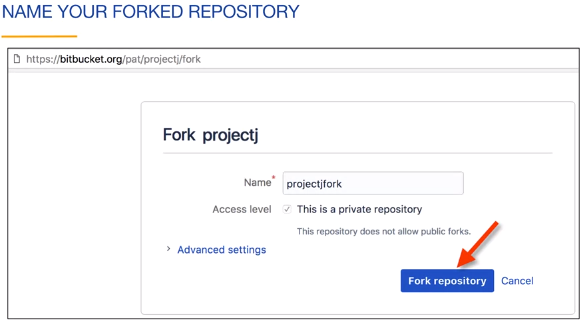 NAME YOUR FORKED REPOSITORY
https://bitbucket.org/pat/projectj/fork
Fork projectj
Name* projectjfork
Access level This is a private repository
This repository does not allow public forks.
> Advanced settings
Fork repository Cancel